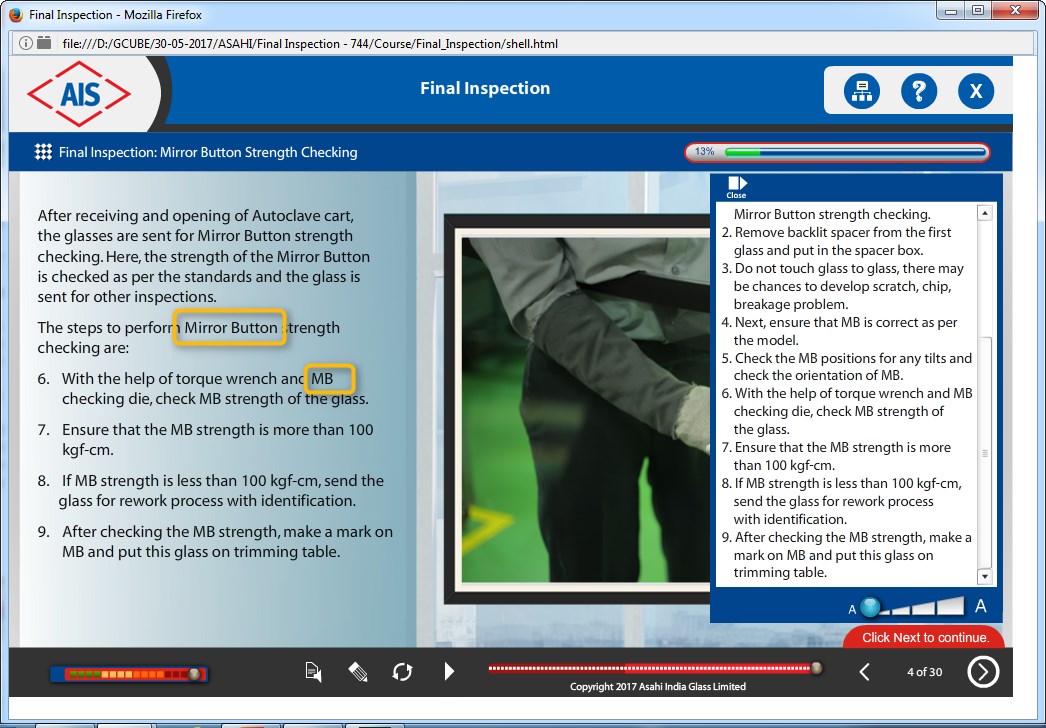 Final Inspection - Mozilla Firefox
file:///D:/GCUBE/30-05-2017/ASAHI/Final Inspection - 744/Course/Final_Inspection/shell.html
AIS
Final Inspection
?
X
Final Inspection: Mirror Button Strength Checking
13%
After receiving and opening of Autoclave cart,
the glasses are sent for Mirror Button strength
checking. Here, the strength of the Mirror Button
is checked as per the standards and the glass is
sent for other inspections.
The steps to perform Mirror Button strength
checking are:
6. With the help of torque wrench and MB
checking die, check MB strength of the glass.
7. Ensure that the MB strength is more than 100
kgf-cm.
8. If MB strength is less than 100 kgf-cm, send the
glass for rework process with identification.
9. After checking the MB strength, make a mark on
MB and put this glass on trimming table.
Close
Mirror Button strength checking.
2. Remove backlit spacer from the first
glass and put in the spacer box.
3. Do not touch glass to glass, there may
be chances to develop scratch, chip,
breakage problem.
4. Next, ensure that MB is correct as per
the model.
5. Check the MB positions for any tilts and
check the orientation of MB.
6. With the help of torque wrench and MB
checking die, check MB strength of
the glass.
7. Ensure that the MB strength is more
than 100 kgf-cm.
8. If MB strength is less than 100 kgf-cm,
send the glass for rework process
with identification.
9. After checking the MB strength, make a
mark on MB and put this glass on
trimming table.
A A
Click Next to continue.
4 of 30
Copyright 2017 Asahi India Glass Limited